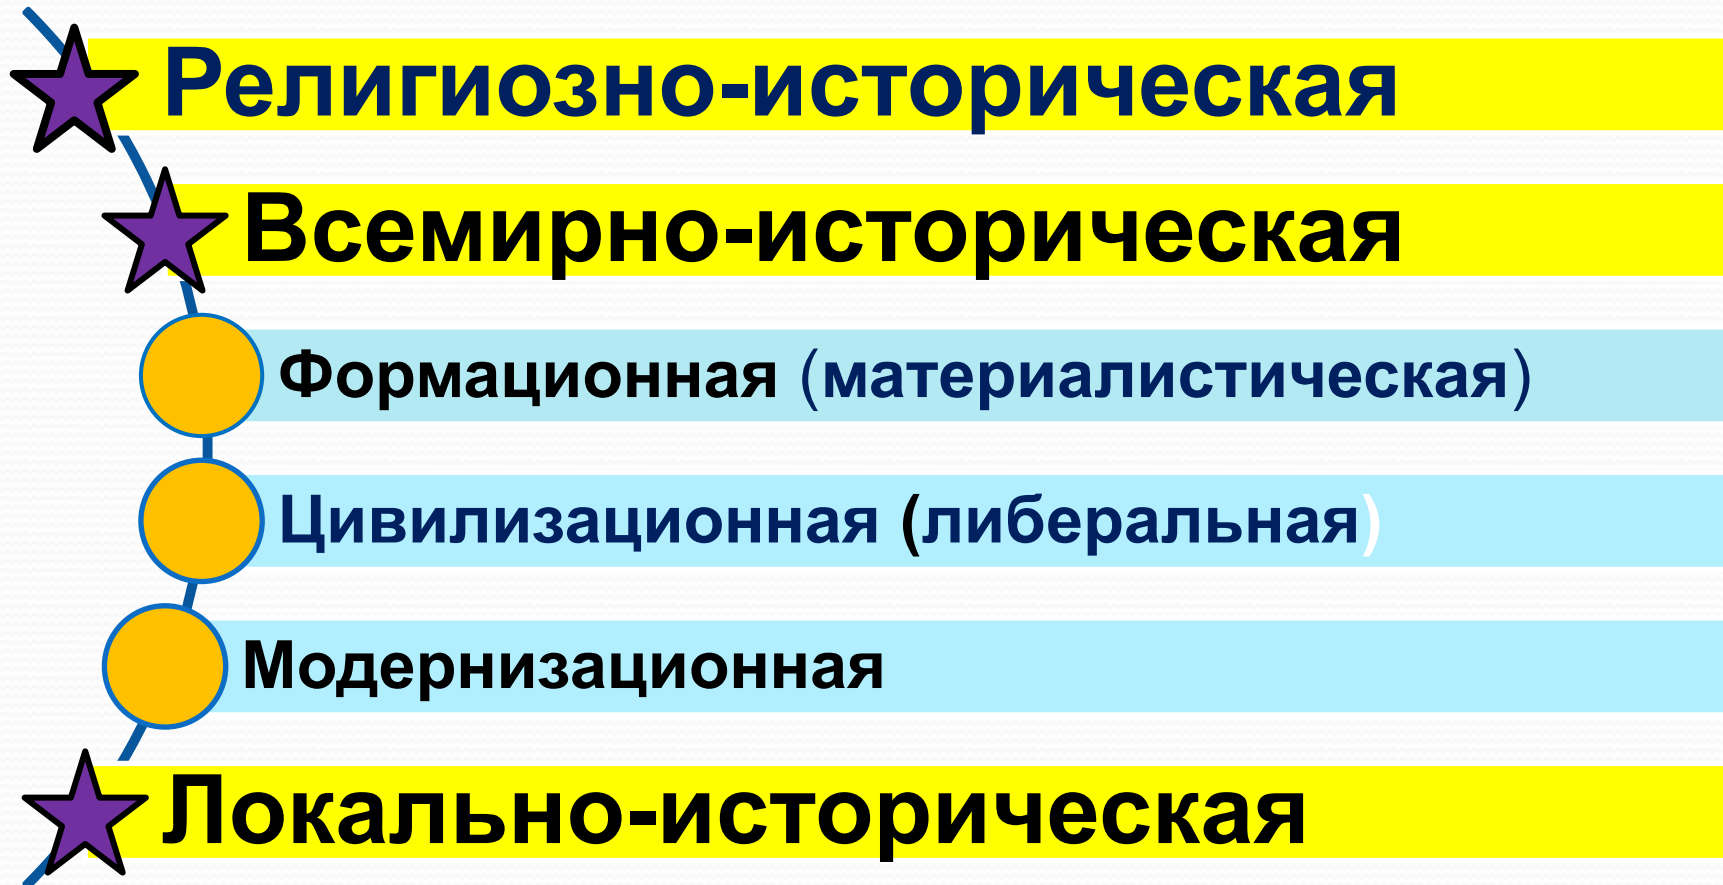 Религиозно-историческая
Всемирно-историческая
Формационная (материалистическая)
Цивилизационная (либеральная)
Модернизационная
Локально-историческая